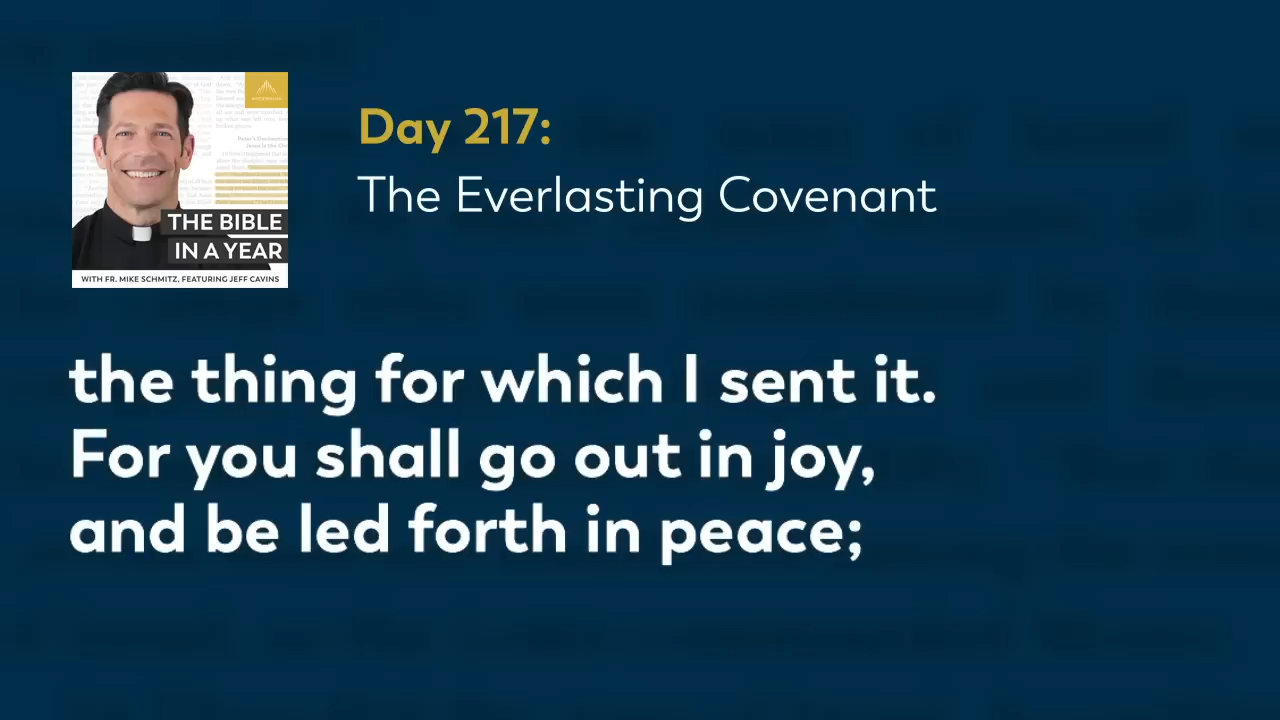 THE BIBLE
IN A YEAR
WITH FR. MIKE SCHMITZ, FEATURING JEFF CAVINS
Day 217:
The Everlasting Covenant
the thing for which I sent it.
For you shall go out in joy,
and be led forth in peace;